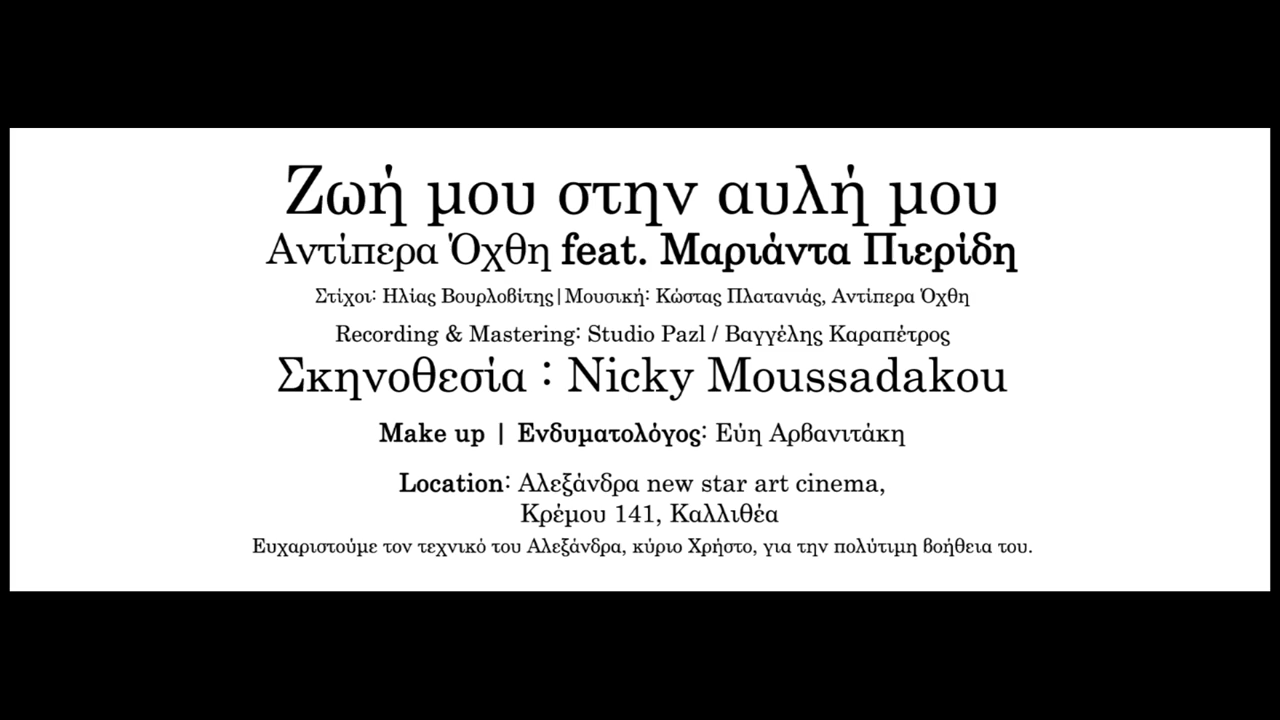 Ζωή μου στην αυλή μου
Αντίπερα Όχθη feat. Μαριάντα Πιερίδη
Στίχοι: Ηλίας Βουρλοβίτης|Μουσική: Κώστας Πλατανιάς, Αντίπερα Όχθη
Recording & Mastering: Studio Pazl / Βαγγέλης Καραπέτρος
Σκηνοθεσία : Nicky Moussadakou
Make up | Ενδυματολόγος: Εύη Αρβανιτάκη
Location: Αλεξάνδρα new star art cinema,
Κρέμου 141, Καλλιθέα
Ευχαριστούμε τον τεχνικό του Αλεξάνδρα, κύριο Χρήστο, για την πολύτιμη βοήθεια του.